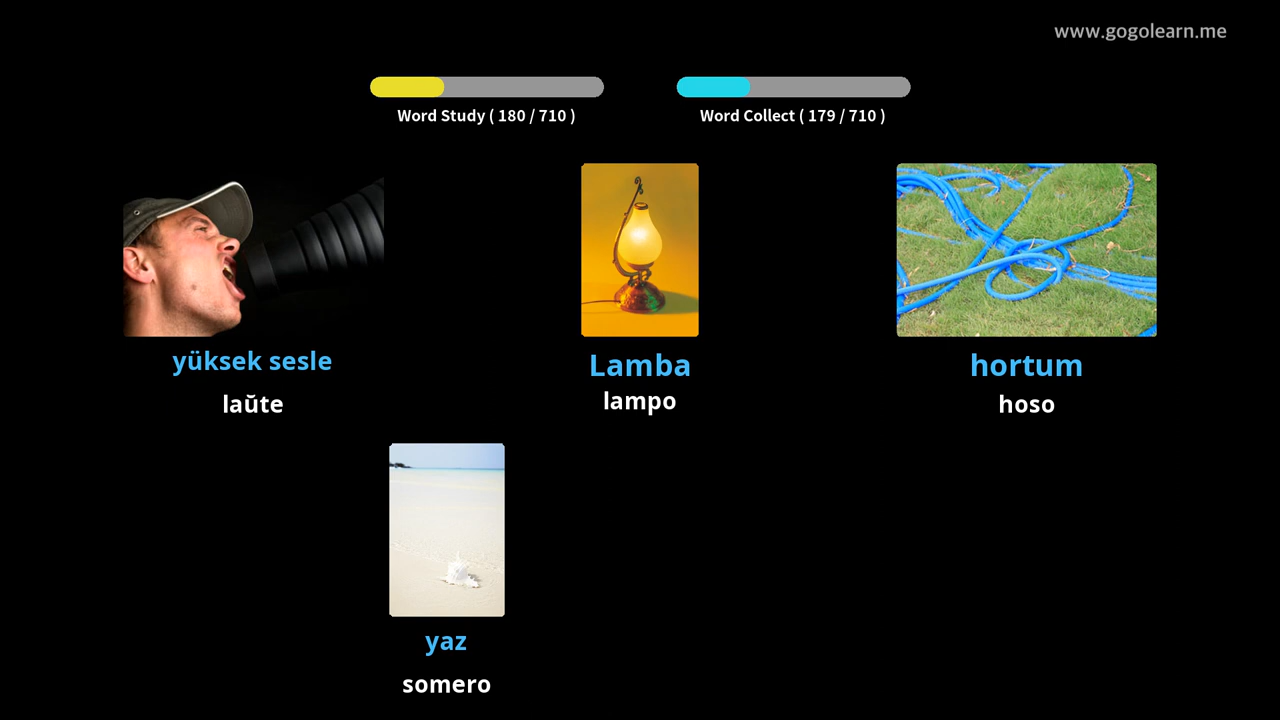 www.gogolearn.me
Word Study ( 180 / 710 )
Word Collect ( 179 / 710 )
yüksek sesle
laŭte
Lamba
lampo
hortum
hoso
yaz
somero